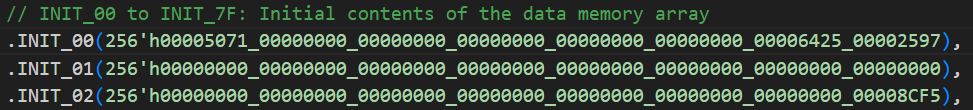 // INIT_00 to INIT_7F: Initial contents of the data memory array
.INIT_00(256'h00005071_00000000_00000000_00000000_00000000_00000000_00006425_00002597),
.INIT_01(256'h00000000_00000000_00000000_00000000_00000000_00000000_00000000_00000000),
.INIT_02(256'h00000000_00000000_00000000_00000000_00000000_00000000_00000000_00008CF5),